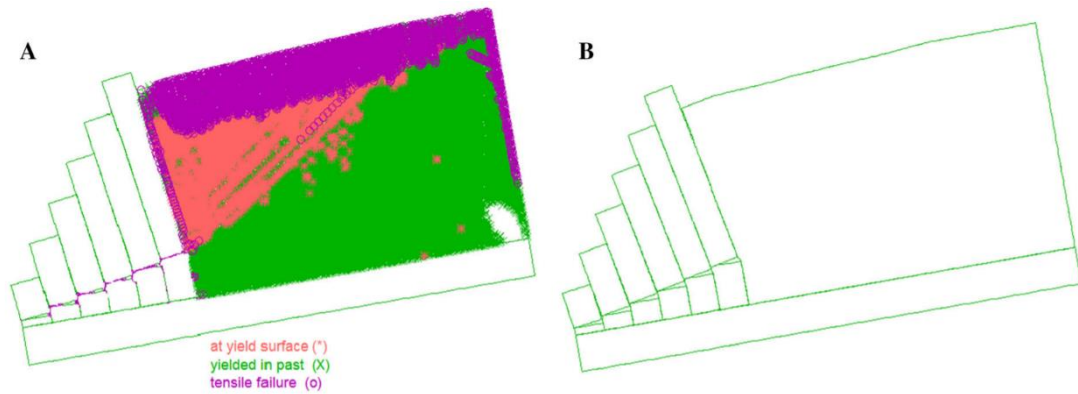 A
B
at yield surface (*)
yielded in past (X)
tensile failure (o)